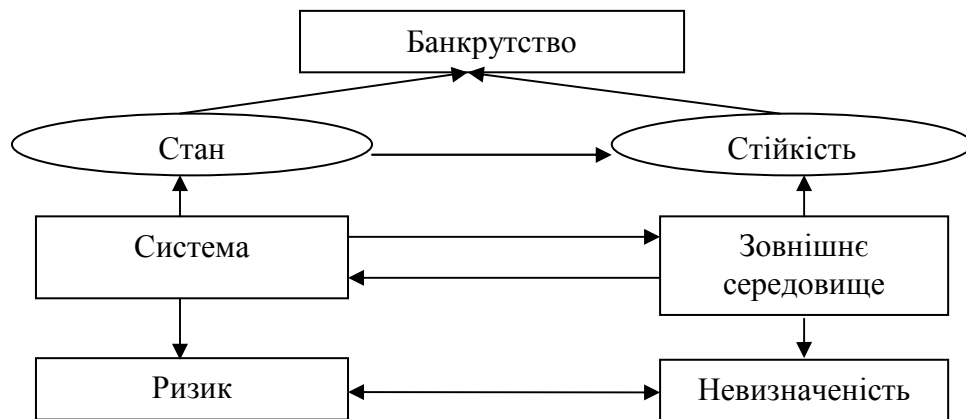 Банкрутство
Стан
Стійкість
Система
Зовнішнє
середовище
Ризик
Невизначеність